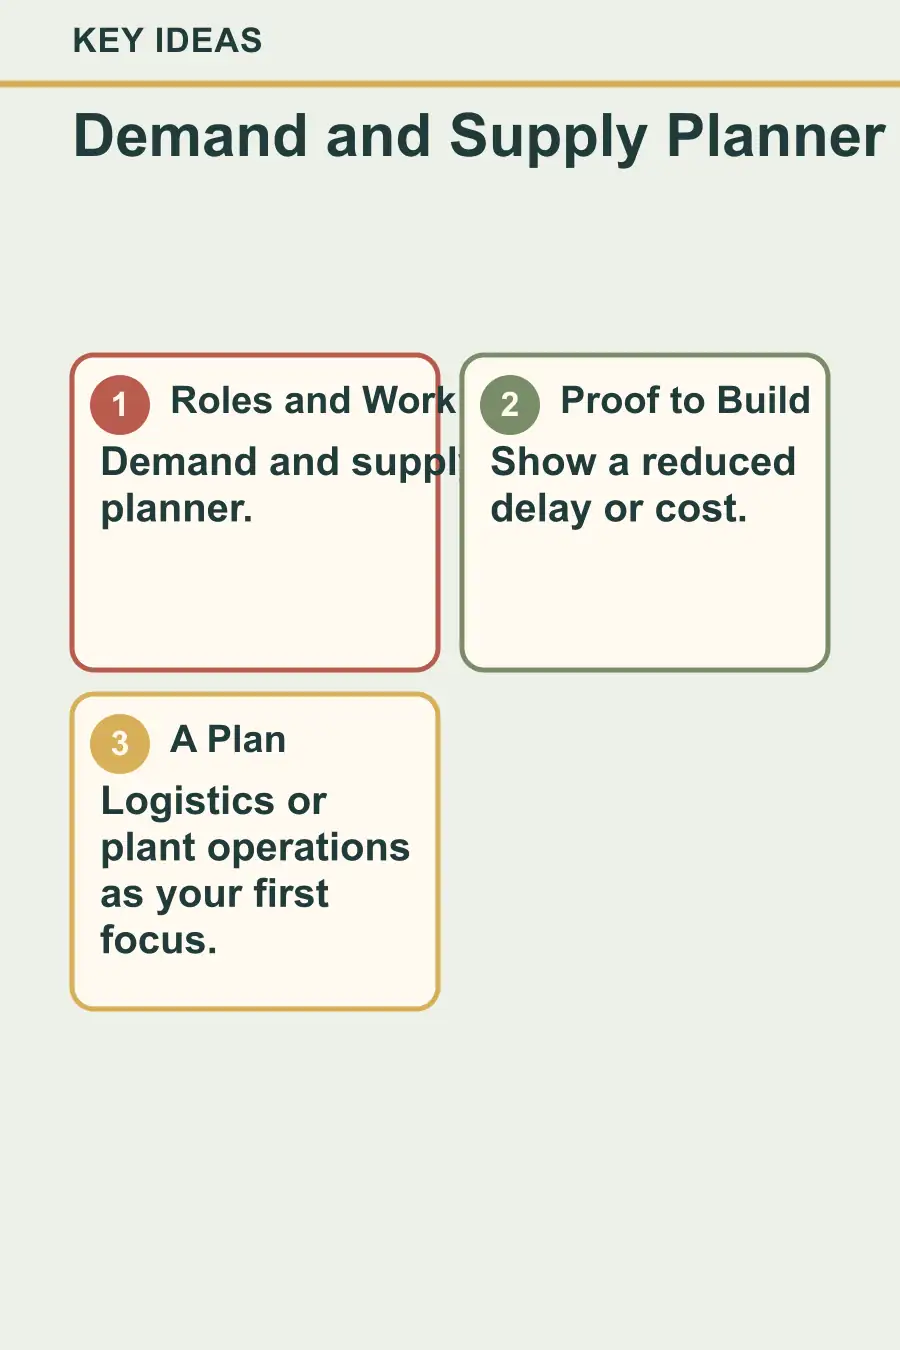 KEY IDEAS
Demand and Supply Planner
1 Roles and Work
Demand and supply
planner.
2 Proof to Build
Show a reduced
delay or cost.
3 A Plan
Logistics or
plant operations
as your first
focus.